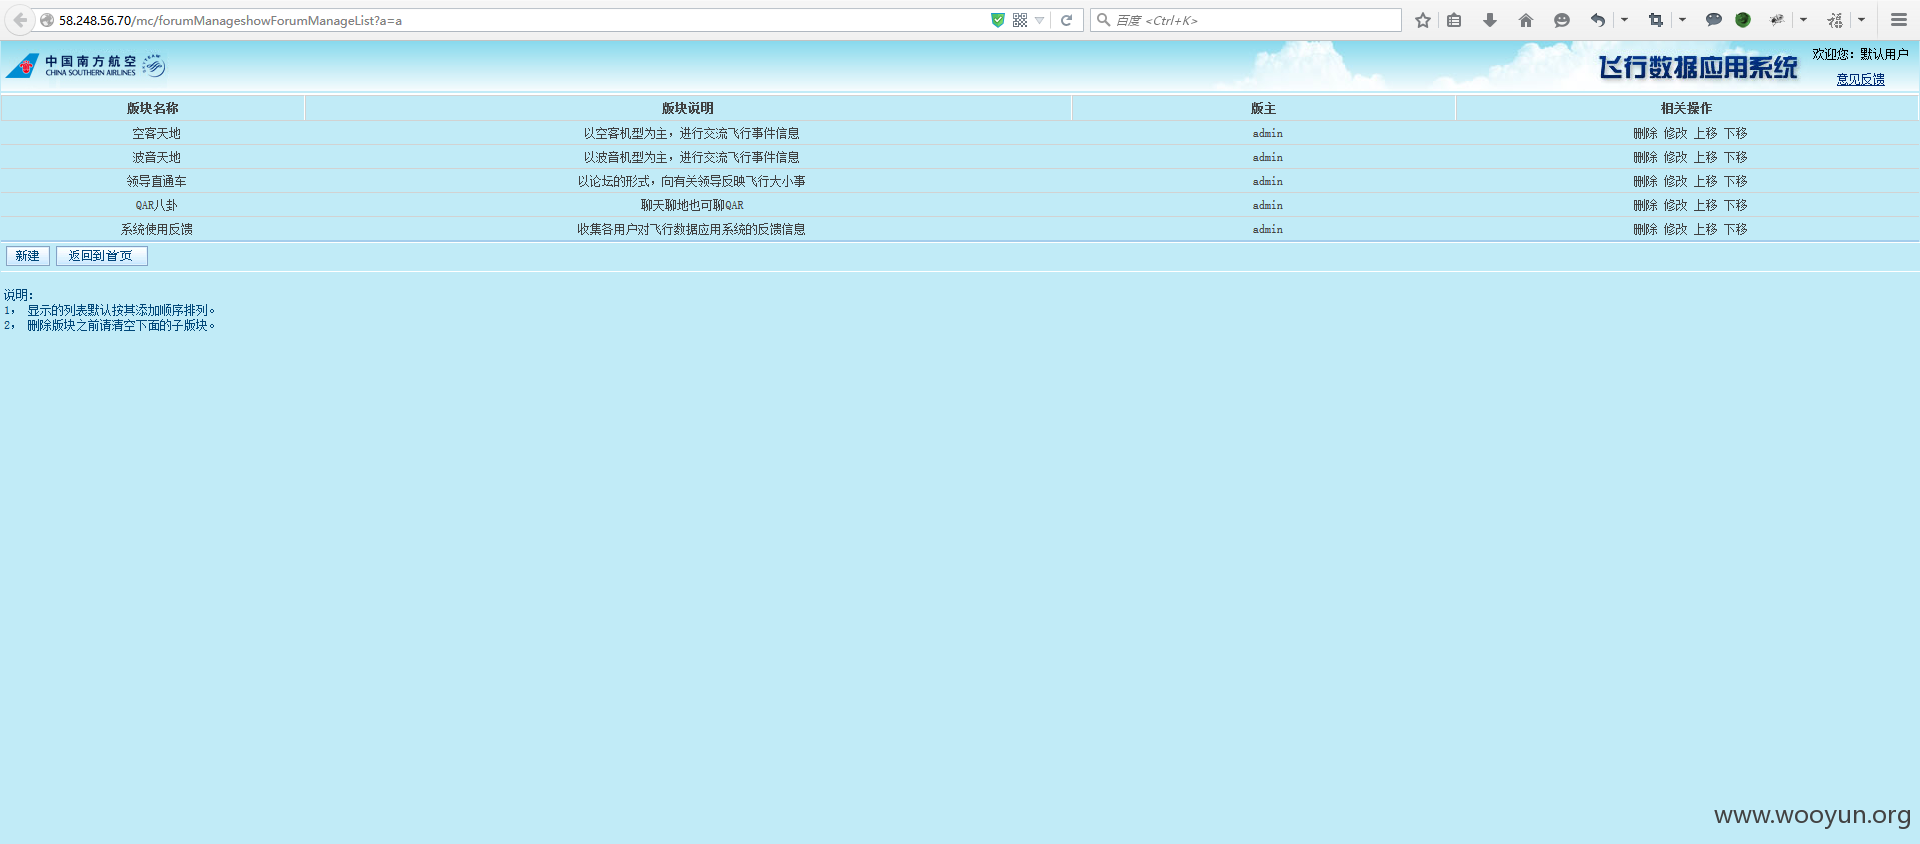 58.248.56.70/mc/forumManageshowForumManageList?a=a
百度 <Ctrl+K>
中国南方航空
CHINA SOUTHERN AIRLINES
飞行数据应用系统
欢迎您: 默认用户
意见反馈
版块名称 版块说明 版主 相关操作
空客天地 以空客机型为主，进行交流飞行事件信息 admin 删除 修改 上移 下移
波音天地 以波音机型为主，进行交流飞行事件信息 admin 删除 修改 上移 下移
领导直通车 以论坛的形式，向有关领导反映飞行大小事 admin 删除 修改 上移 下移
QAR八卦 聊天聊地也可聊QAR admin 删除 修改 上移 下移
系统使用反馈 收集各用户对飞行数据应用系统的反馈信息 admin 删除 修改 上移 下移
新建 返回到首页
说明:
1， 显示的列表默认按其添加顺序排列。
2， 删除版块之前请清空下面的子版块。
www.wooyun.org